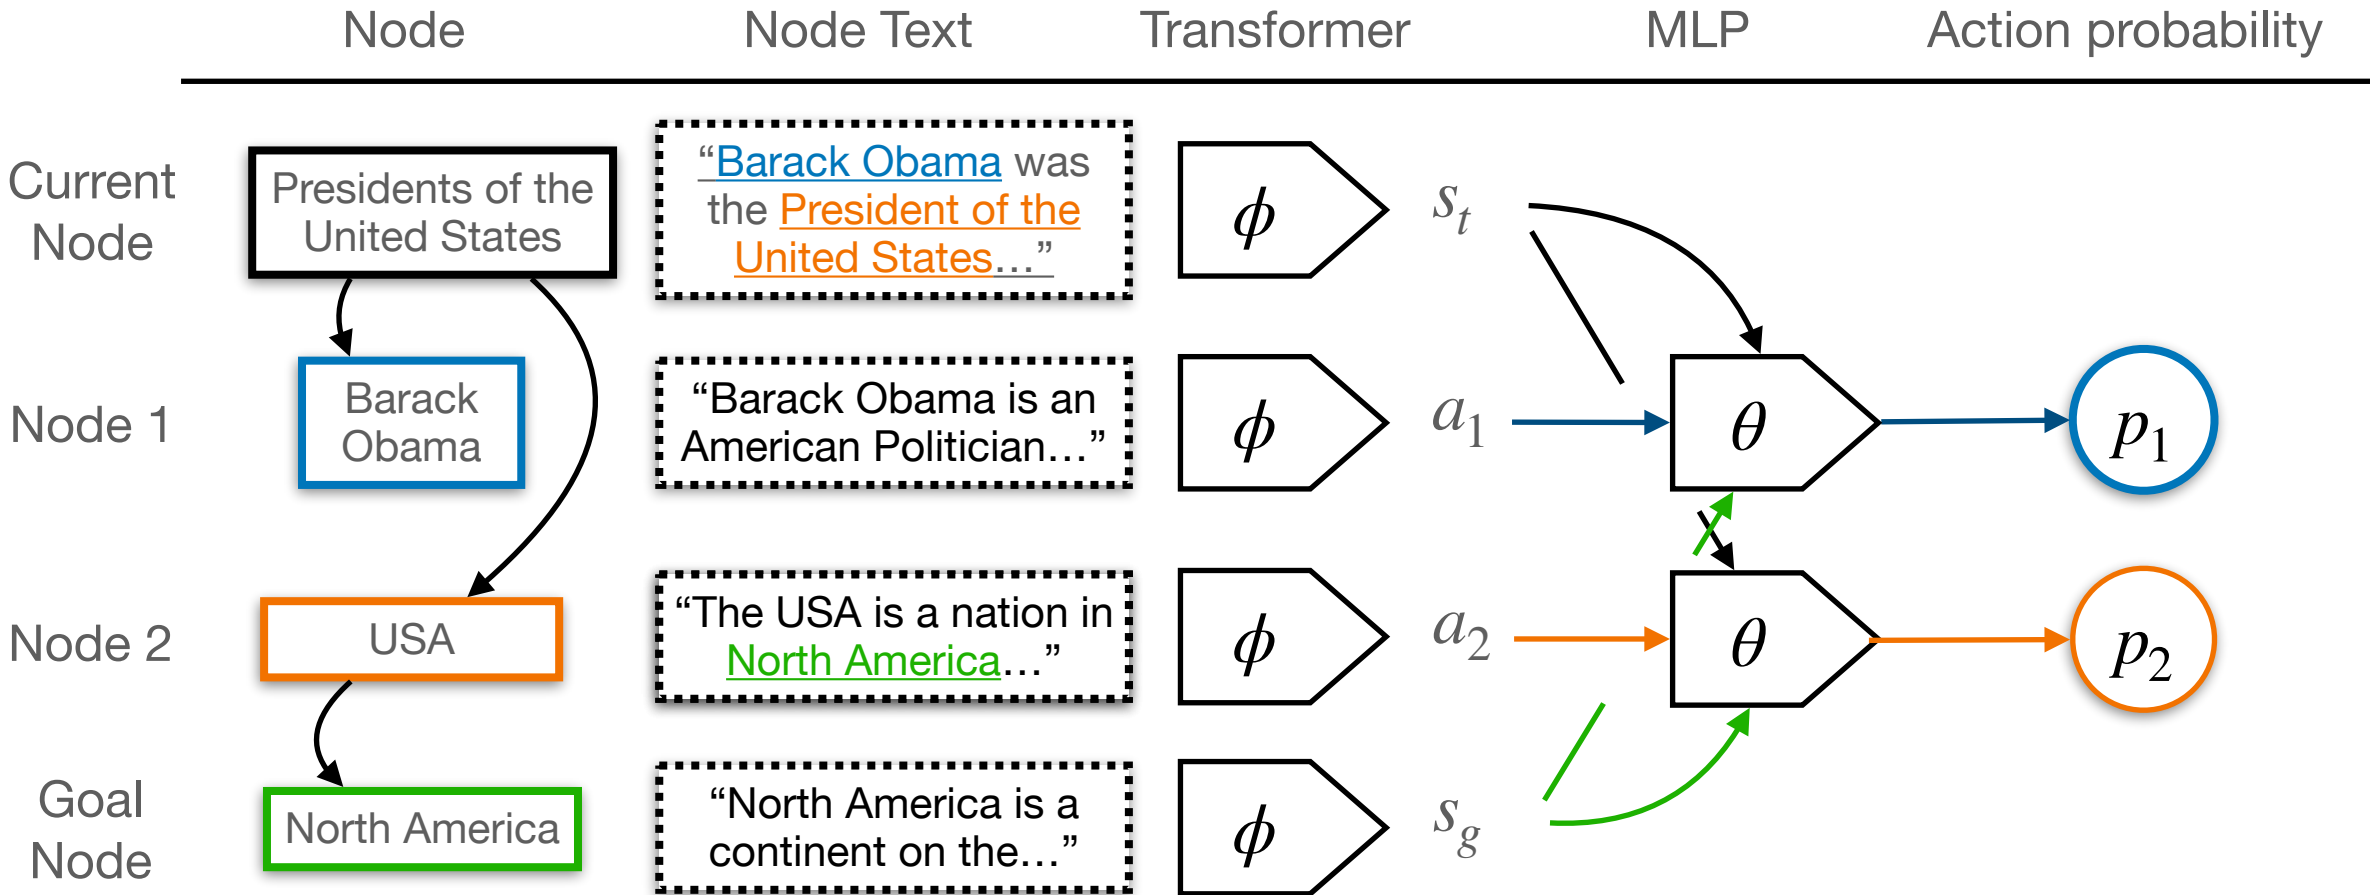 Node Node Text Transformer MLP Action probability
Current
Node
Presidents of the
United States
“Barack Obama was
the President of the
United States…”
ϕ
s_t
Node 1
Barack
Obama
“Barack Obama is an
American Politician…”
ϕ
a_1
θ
p_1
Node 2
USA
“The USA is a nation in
North America…”
ϕ
a_2
θ
p_2
Goal
Node
North America
“North America is a
continent on the…”
ϕ
s_g